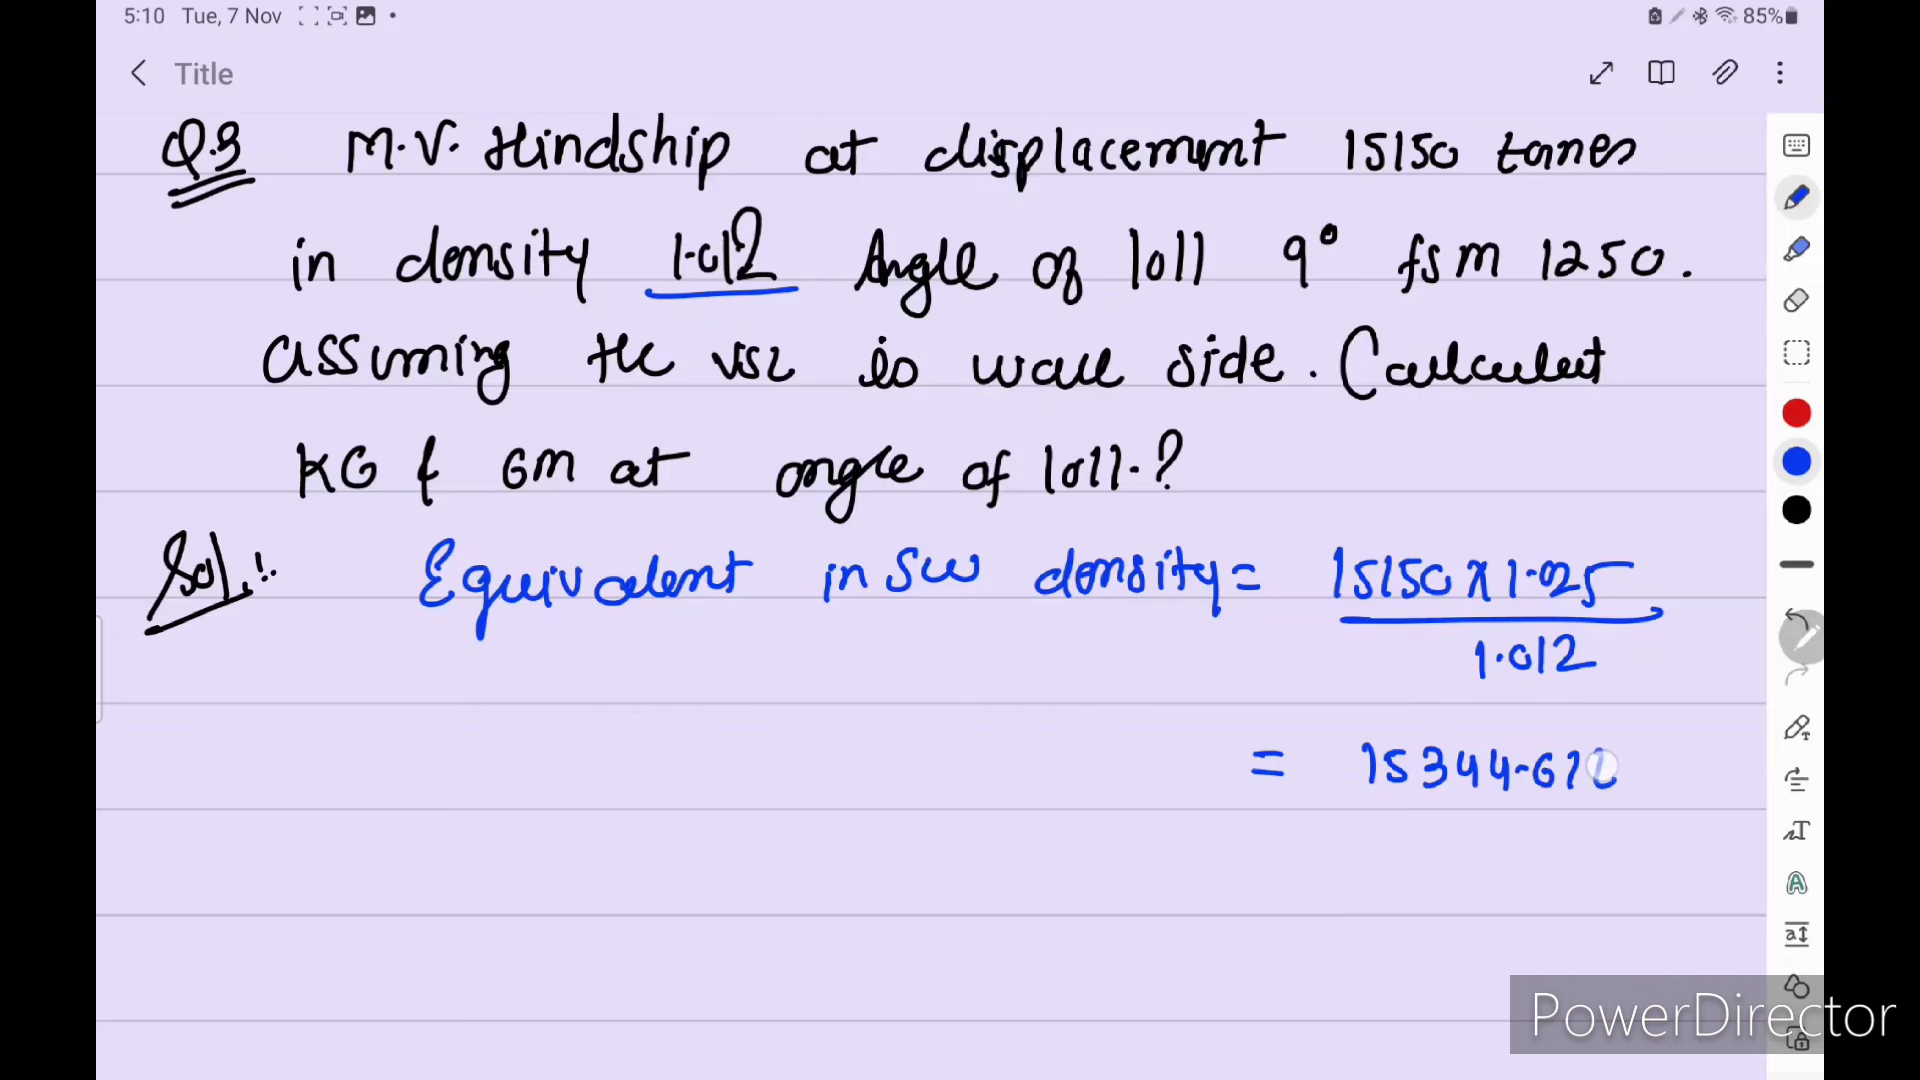 5:10 Tue, 7 Nov 85%
Title
Q.3 M.V. Hindship at displacement 15150 tones
in density 1.012 Angle of loll 9° fsm 1250.
assuming the vsl is wall side. Calculat
KG & GM at angle of loll.?
Sol.: Equivalent in SW density = 15150 x 1.025
1.012
= 15344.61
PowerDirector